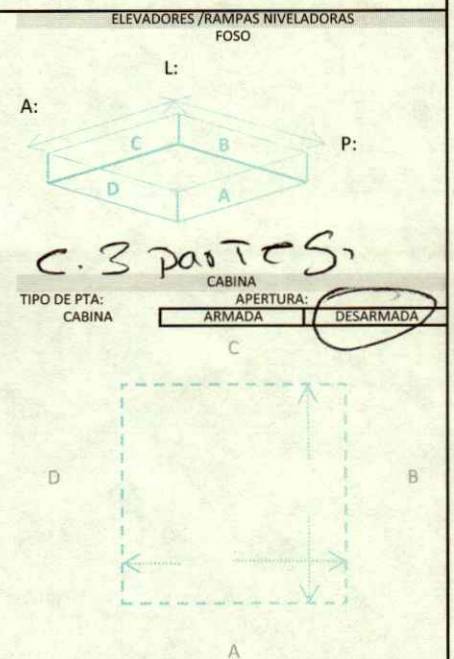 ELEVADORES /RAMPAS NIVELADORAS
FOSO
L:
A:
P:
C B
D A
C. 3 parTeS.
CABINA
TIPO DE PTA: APERTURA:
CABINA ARMADA DESARMADA
C
D B
A